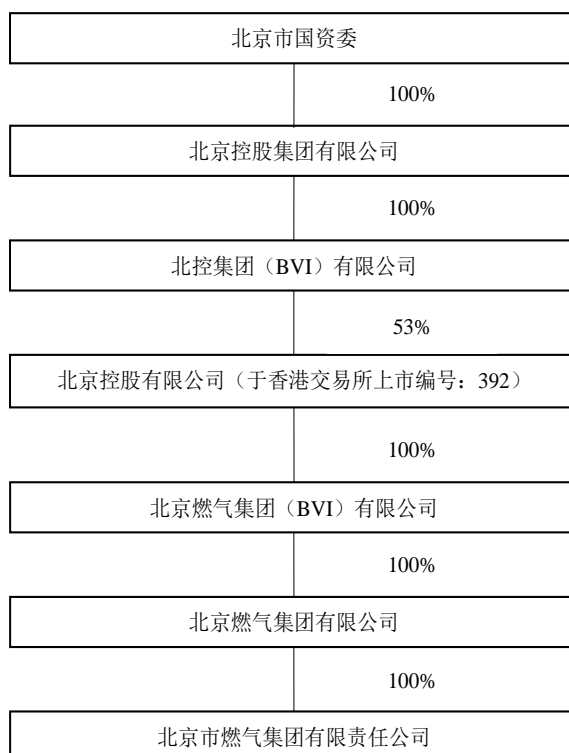 北京市国资委
100%
北京控股集团有限公司
100%
北控集团（BVI）有限公司
53%
北京控股有限公司（于香港交易所上市编号：392）
100%
北京燃气集团（BVI）有限公司
100%
北京燃气集团有限公司
100%
北京市燃气集团有限责任公司